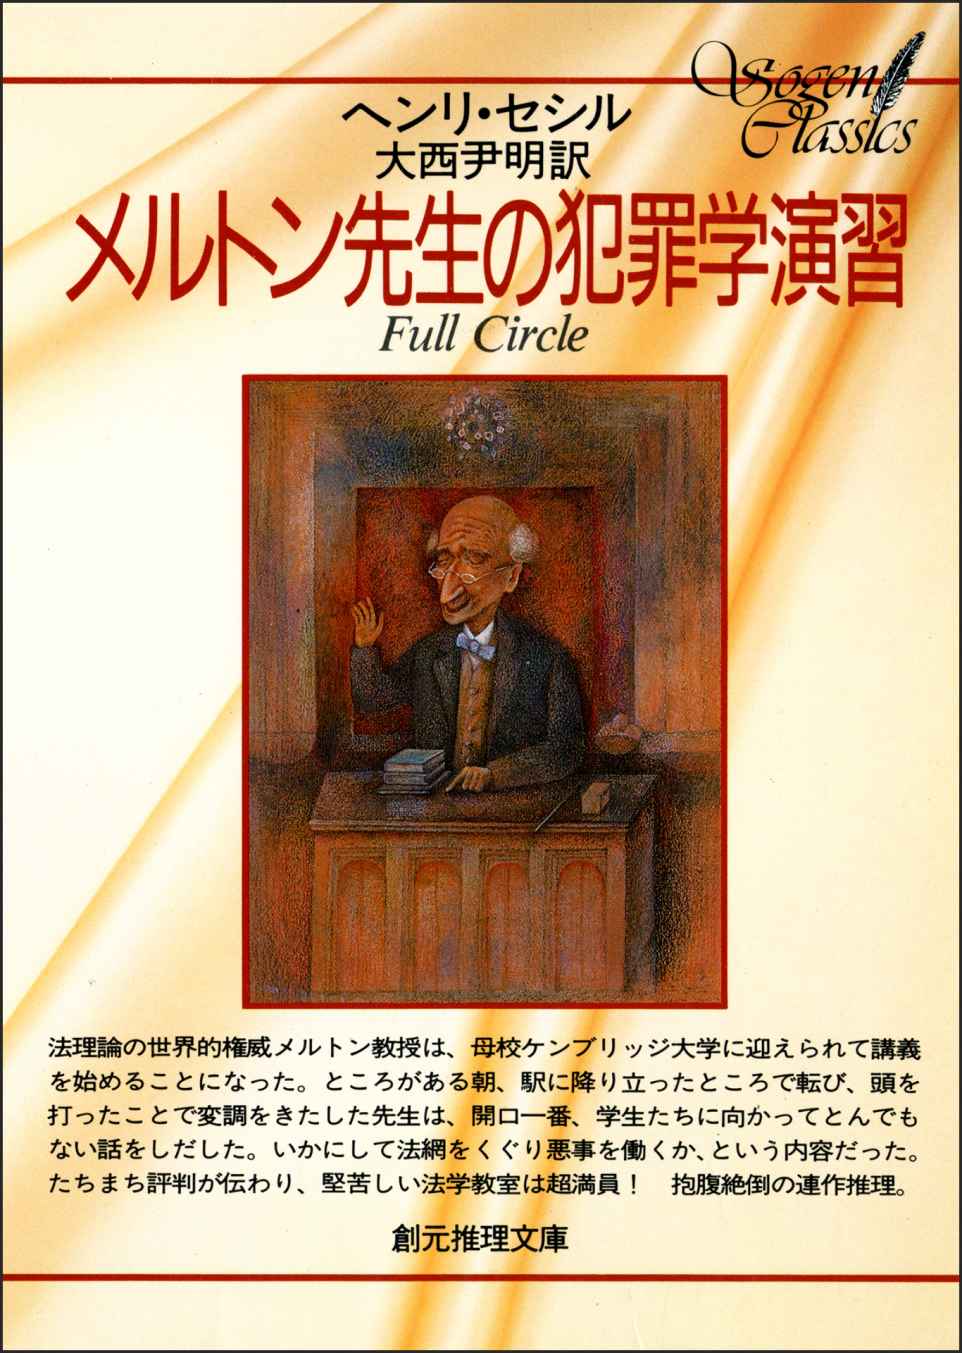 Sogen
Classics
ヘンリ・セシル
大西尹明訳
メルトン先生の犯罪学演習
Full Circle
法理論の世界的権威メルトン教授は、母校ケンブリッジ大学に迎えられて講義
を始めることになった。ところがある朝、駅に降り立ったところで転び、頭を
打ったことで変調をきたした先生は、開口一番、学生たちに向かってとんでも
ない話をしだした。いかにして法網をくぐり悪事を働くか、という内容だった。
たちまち評判が伝わり、堅苦しい法学教室は超満員！　抱腹絶倒の連作推理。
創元推理文庫